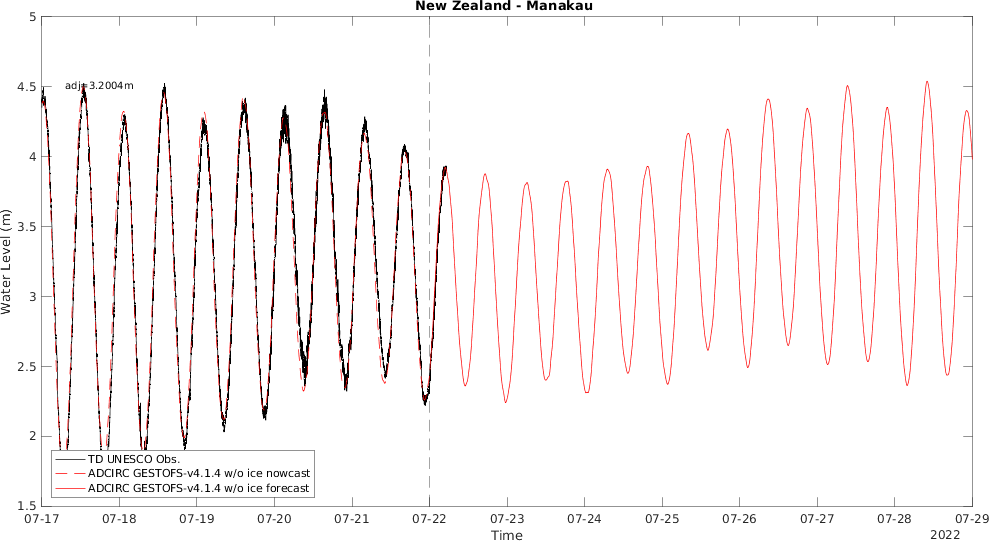 New Zealand - Manakau
5
4.5
4
3.5
3
2.5
2
1.5
Water Level (m)
adj=3.2004m
TD UNESCO Obs.
ADCIRC GESTOFS-v4.1.4 w/o ice nowcast
ADCIRC GESTOFS-v4.1.4 w/o ice forecast
07-17 07-18 07-19 07-20 07-21 07-22 07-23 07-24 07-25 07-26 07-27 07-28 07-29
Time
2022